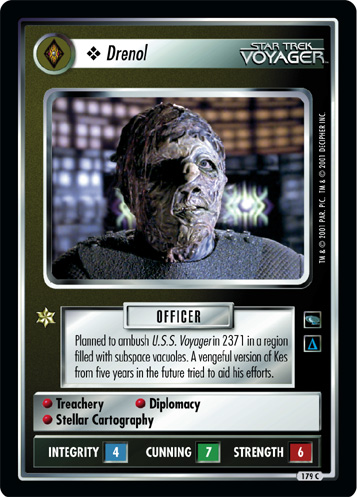 ❖ Drenol
STAR TREK
VOYAGER™
TM & © 2001 PAR. PIC. TM & © 2001 DECIPHER INC.
OFFICER
Planned to ambush U.S.S. Voyager in 2371 in a region
filled with subspace vacuoles. A vengeful version of Kes
from five years in the future tried to aid his efforts.
Treachery Diplomacy
Stellar Cartography
INTEGRITY 4 CUNNING 7 STRENGTH 6
179 C